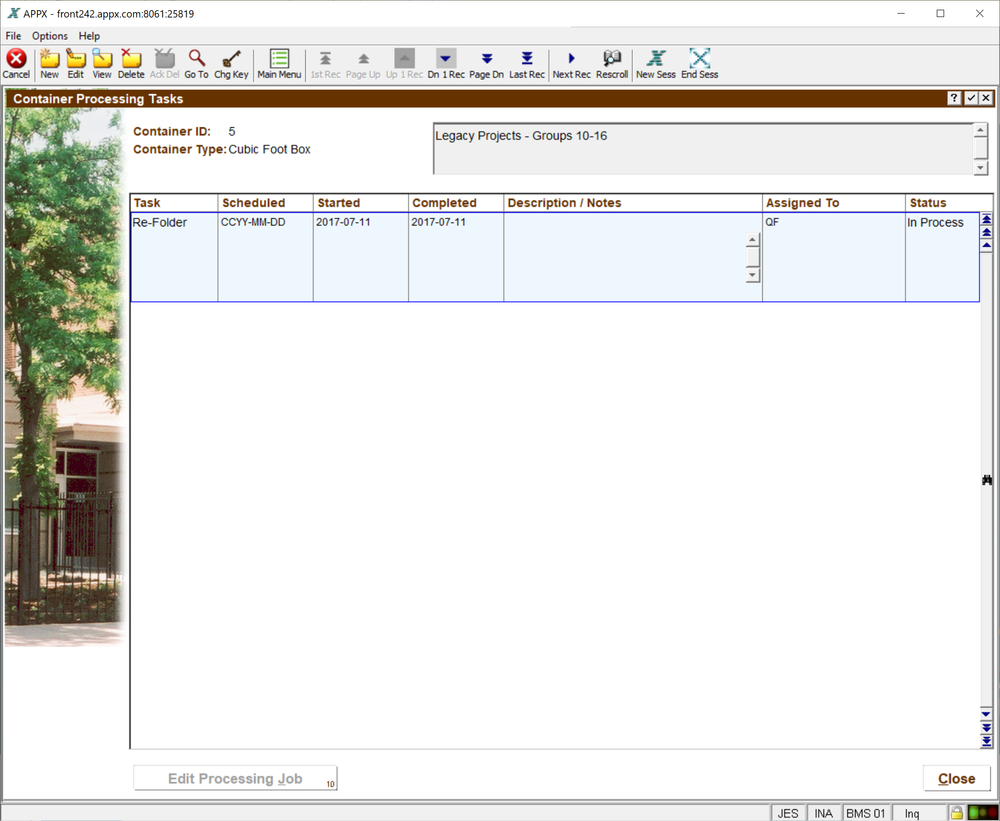 APPX - front242.appx.com:8061:25819
File Options Help
Cancel New Edit View Delete Ack Del Go To Chg Key Main Menu 1st Rec Page Up Up 1 Rec Dn 1 Rec Page Dn Last Rec Next Rec Rescroll New Sess End Sess
Container Processing Tasks
Container ID: 5
Container Type: Cubic Foot Box
Legacy Projects - Groups 10-16
Task Scheduled Started Completed Description / Notes Assigned To Status
Re-Folder CCYY-MM-DD 2017-07-11 2017-07-11 QF In Process
Edit Processing Job 10
Close
JES INA BMS 01 Inq